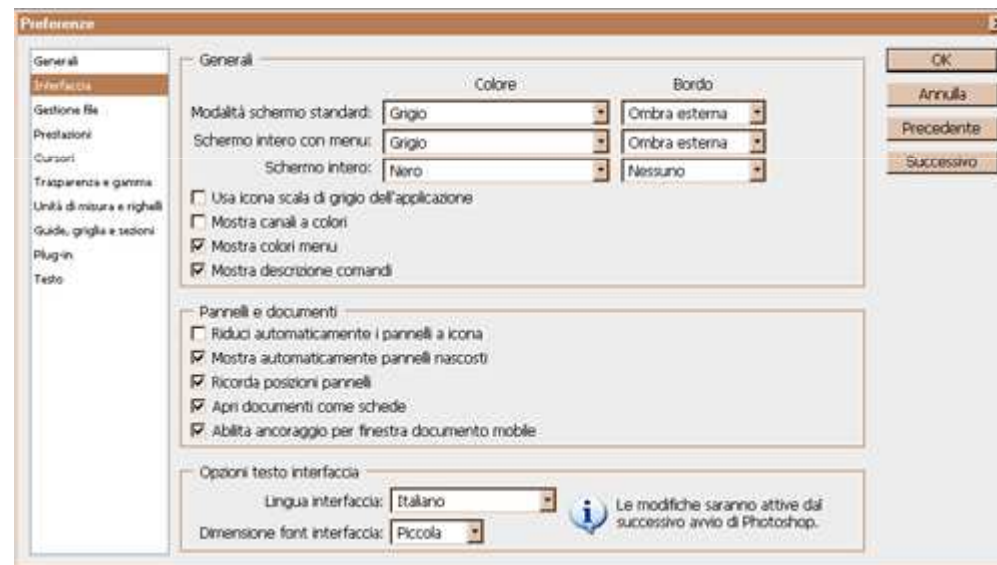 Preferenze
Generali
Interfaccia
Gestione file
Prestazioni
Cursori
Trasparenza e gamma
Unità di misura e righelli
Guide, griglia e sezioni
Plug-in
Testo
Generali
Colore Bordo
Modalità schermo standard: Grigio Ombra esterna
Schermo intero con menu: Grigio Ombra esterna
Schermo intero: Nero Nessuno
Usa icona scala di grigio dell'applicazione
Mostra canali a colori
Mostra colori menu
Mostra descrizione comandi
Pannelli e documenti
Riduci automaticamente i pannelli a icona
Mostra automaticamente pannelli nascosti
Ricorda posizioni pannelli
Apri documenti come schede
Abilita ancoraggio per finestra documento mobile
Opzioni testo interfaccia
Lingua interfaccia: Italiano
Dimensione font interfaccia: Piccola
Le modifiche saranno attive dal
successivo avvio di Photoshop.
OK
Annulla
Precedente
Successivo